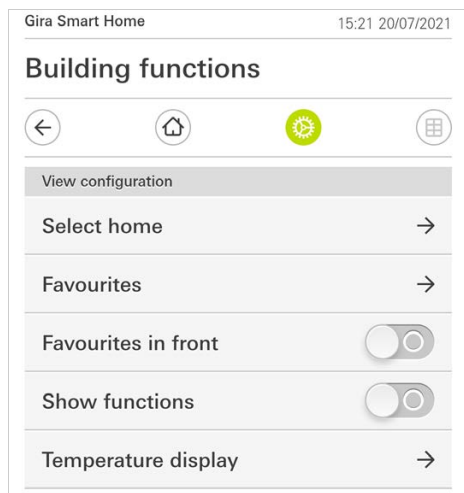 Gira Smart Home 15:21 20/07/2021
Building functions
View configuration
Select home
Favourites
Favourites in front
Show functions
Temperature display